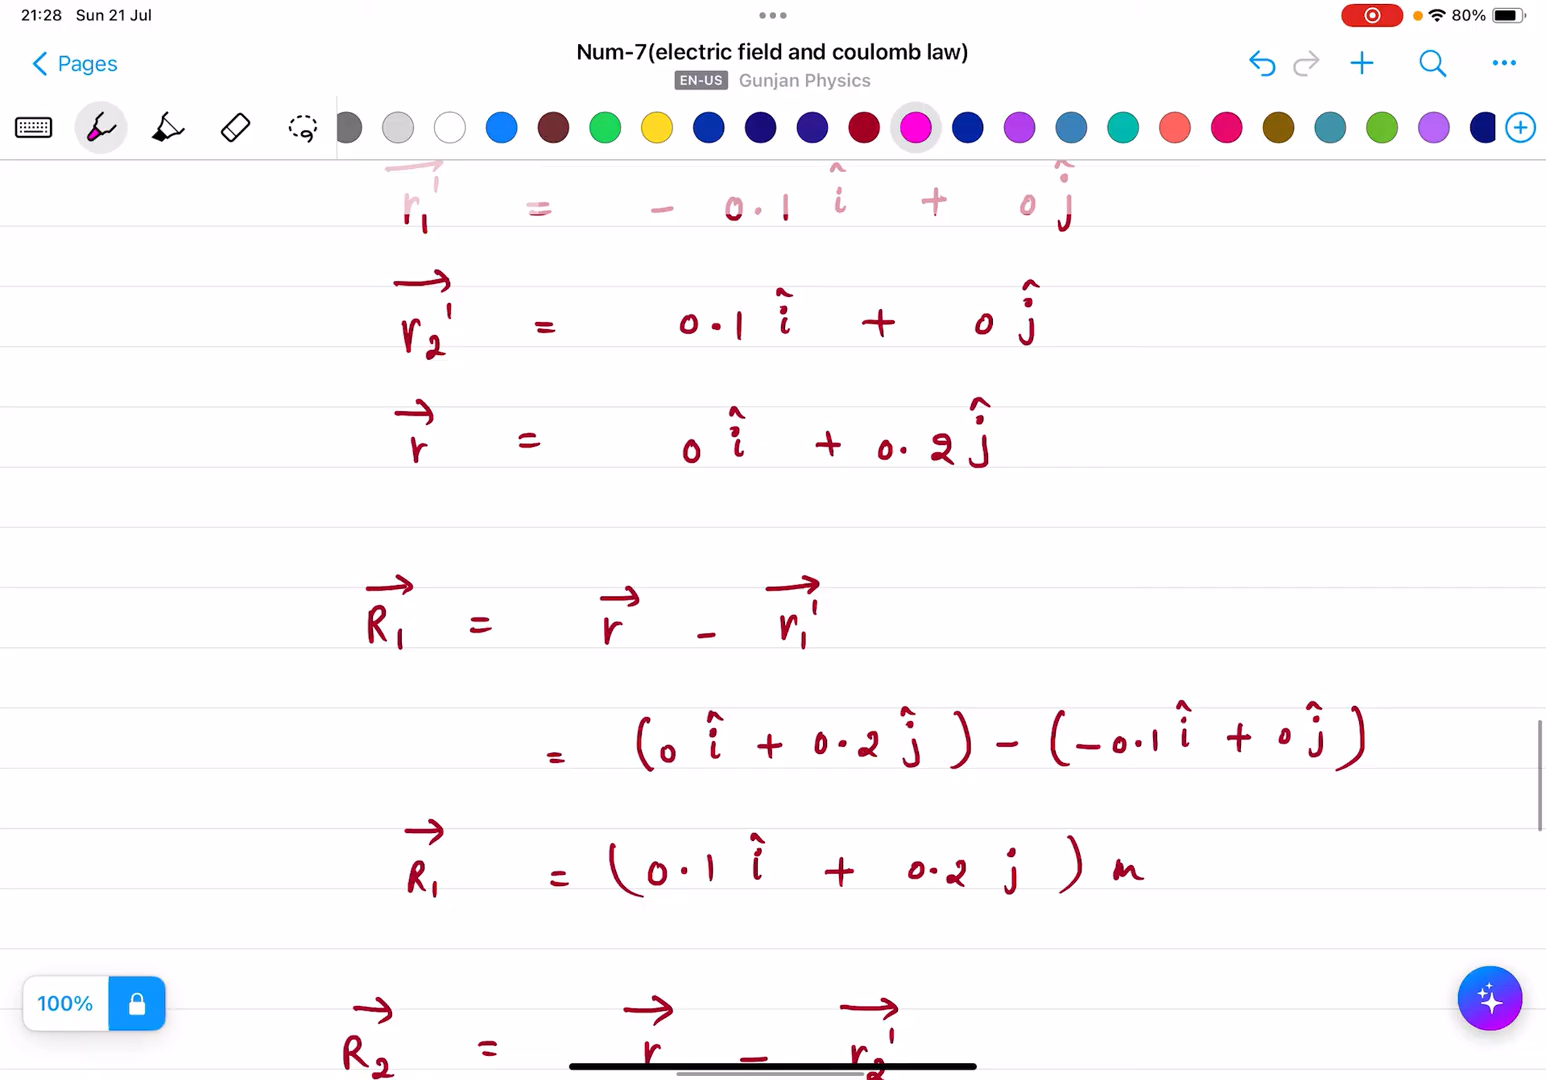 21:28 Sun 21 Jul
80%
Pages
Num-7(electric field and coulomb law)
EN-US Gunjan Physics
r₁' = - 0.1 î + 0 ĵ
r₂' = 0.1 î + 0 ĵ
r = 0 î + 0.2 ĵ
R₁ = r - r₁'
= (0 î + 0.2 ĵ) - (-0.1 î + 0 ĵ)
R₁ = (0.1 î + 0.2 j) m
100%
R₂ = r - r₂'